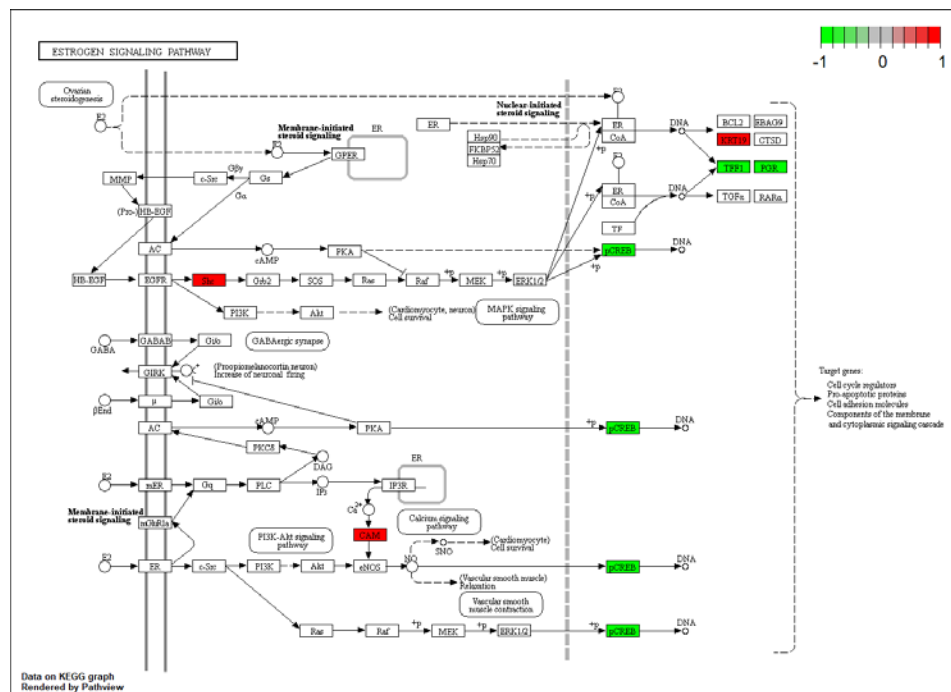 ESTROGEN SIGNALING PATHWAY
-1 0 1
Ovarian
steroidogenesis
E2
Membrane-initiated
steroid signaling
E2
GPER
ER
Nuclear-initiated
steroid signaling
ER
Hsp90
FKBP52
Hsp70
E2
ER
CoA
+p
DNA
BCL2 EBAG9
KRT19 CTSD
TFF1 PGR
E2
ER
CoA
+p
DNA
TGFα RARα
TF
MMP
c-Src
Gβγ
Gs
Gα
(Pro-)
HB-EGF
AC
cAMP
PKA
pCREB
DNA
+p
HB-EGF
EGFR
Shc
Grb2
SOS
Ras
Raf
+p
MEK
+p
ERK1/2
PI3K
Akt
(Cardiomyocyte, neuron)
Cell survival
MAPK signaling
pathway
GABA
GABAB
Gi/o
GABAergic synapse
GIRK
(Propiomelanocortin neuron)
Increase of neuronal firing
βEnd
μ
Gi/o
AC
cAMP
PKA
+p
pCREB
DNA
PKCδ
DAG
E2
mER
Gq
PLC
IP3
IP3R
ER
Ca2+
Membrane-initiated
steroid signaling
mGluR1a
PI3K-Akt signaling
pathway
CAM
Calcium signaling
pathway
SNO
(Cardiomyocyte)
Cell survival
E2
ER
c-Src
PI3K
Akt
eNOS
NO
+p
pCREB
DNA
(Vascular smooth muscle)
Relaxation
Vascular smooth
muscle contraction
Ras
Raf
+p
MEK
+p
ERK1/2
+p
pCREB
DNA
Target genes:
Cell cycle regulators
Pro-apoptotic proteins
Cell adhesion molecules
Components of the membrane
and cytoplasmic signaling cascade
Data on KEGG graph
Rendered by Pathview